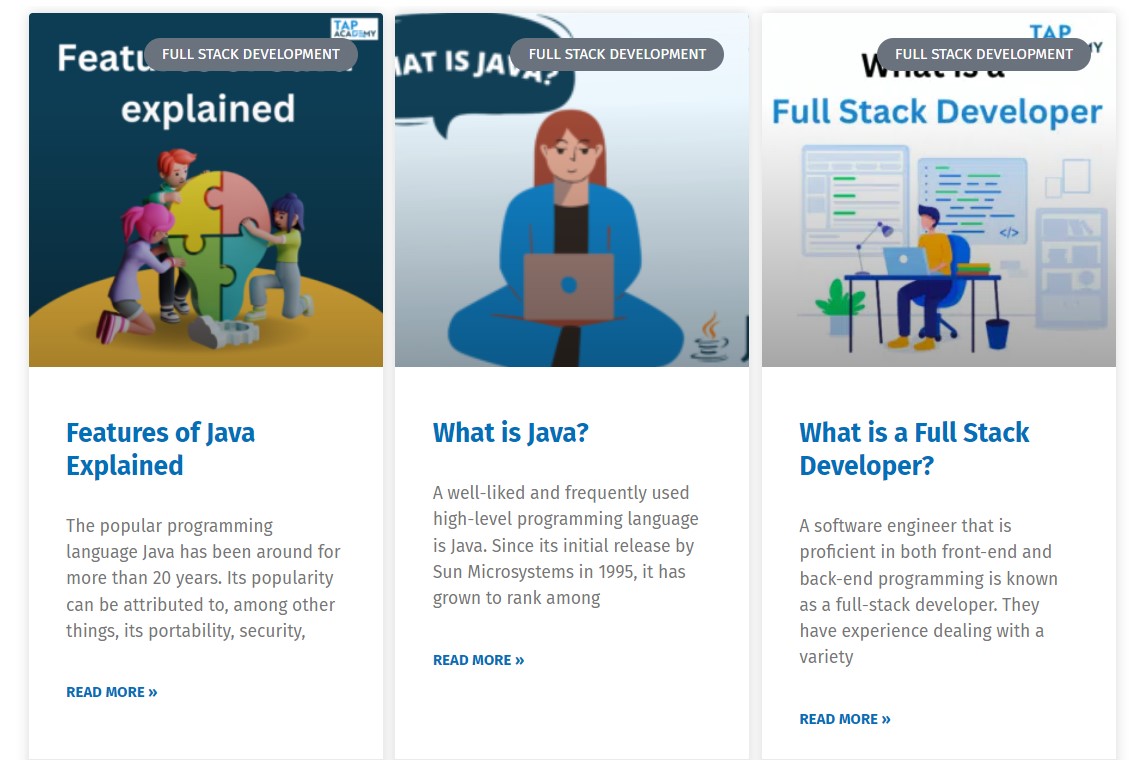 TAP
ACADEMY
FULL STACK DEVELOPMENT
explained
Features of Java
Explained
The popular programming
language Java has been around for
more than 20 years. Its popularity
can be attributed to, among other
things, its portability, security,
READ MORE »
FULL STACK DEVELOPMENT
IS JAVA?
What is Java?
A well-liked and frequently used
high-level programming language
is Java. Since its initial release by
Sun Microsystems in 1995, it has
grown to rank among
READ MORE »
TAP
FULL STACK DEVELOPMENT
What is a
Full Stack Developer
</>
What is a Full Stack
Developer?
A software engineer that is
proficient in both front-end and
back-end programming is known
as a full-stack developer. They
have experience dealing with a
variety
READ MORE »